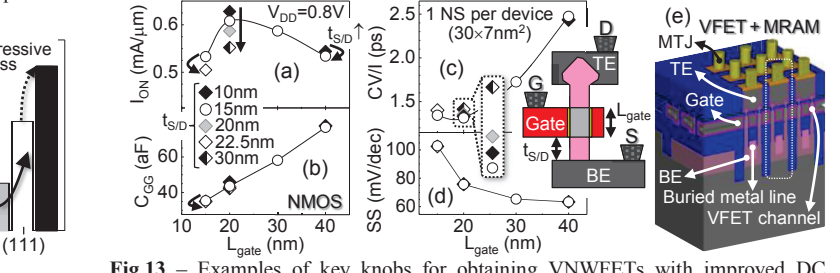 ressive
ss
(111)
0.6
0.5
I_ON (mA/µm)
V_DD=0.8V
t_S/D↑
(a)
t_S/D
10nm
15nm
20nm
22.5nm
30nm
80
60
40
C_GG (aF)
(b)
NMOS
10 20 30 40
L_gate (nm)
2.5
2.0
1.5
CV/I (ps)
1 NS per device
(30×7nm²)
(c)
100
80
60
SS (mV/dec)
(d)
20 30 40
L_gate (nm)
D
TE
G
Gate
L_gate
t_S/D
S
BE
(e)
VFET+MRAM
MTJ
TE
Gate
BE
Buried metal line
VFET channel
Fig.13 – Examples of key knobs for obtaining VNWFETs with improved DC